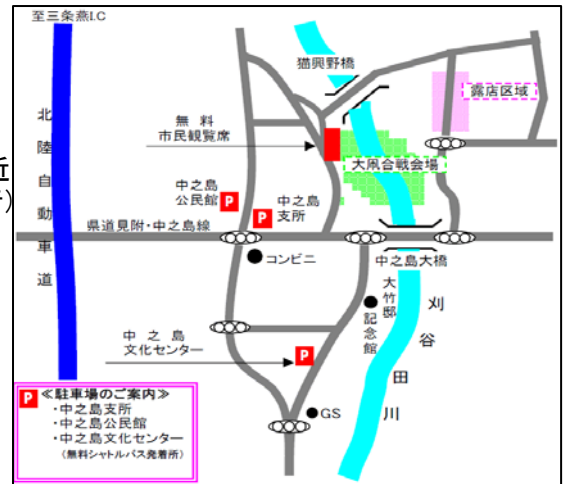 至三条燕I.C
猫興野橋
露店区域
北陸自動車道
無料
市民観覧席
大凧合戦会場
中之島
公民館
P
中之島
支所
P
県道見附・中之島線
コンビニ
中之島大橋
大竹邸
記念館
刈谷田川
中之島
文化センター
P
GS
P ≪駐車場のご案内≫
・中之島支所
・中之島公民館
・中之島文化センター
(無料シャトルバス発着所)
近